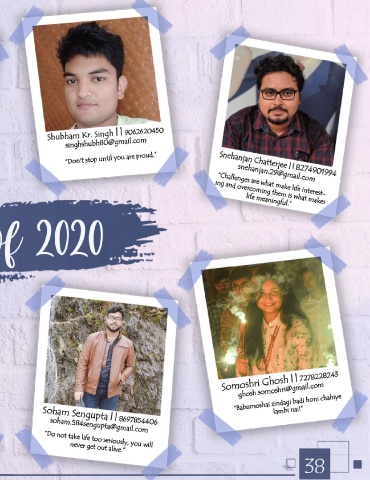 Shubham Kr. Singh || 9062620450
singhshubh80@gmail.com
"Don't stop until you are proud."
Snehanjan Chatterjee || 8274901994
snehanjan.29@gmail.com
"Challenges are what make life interest-
ing and overcoming them is what makes
life meaningful."
of 2020
Soham Sengupta || 8697854406
soham.584sengupta@gmail.com
"Do not take life too seriously, you will
never get out alive."
Somoshri Ghosh || 7278228243
ghosh.somoshri@gmail.com
"Babumoshai zindagi badi honi chahiye
lambi nai!"
38